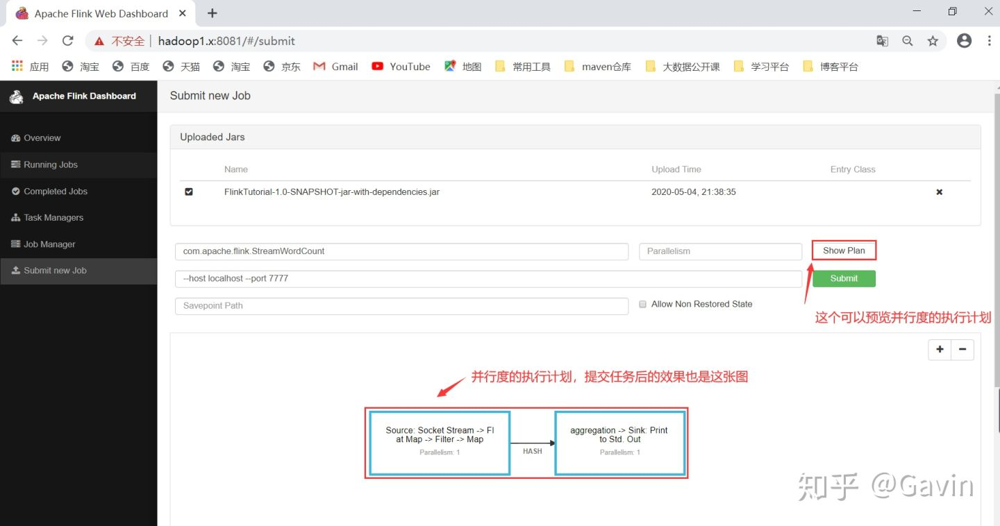 Apache Flink Web Dashboard
不安全 hadoop1.x:8081/#/submit
应用 淘宝 百度 天猫 淘宝 京东 Gmail YouTube 地图 常用工具 maven仓库 大数据公开课 学习平台 博客平台
Apache Flink Dashboard
Submit new Job
Overview
Running Jobs
Completed Jobs
Task Managers
Job Manager
Submit new Job
Uploaded Jars
Name Upload Time Entry Class
FlinkTutorial-1.0-SNAPSHOT-jar-with-dependencies.jar 2020-05-04, 21:38:35
com.apache.flink.StreamWordCount Parallelism Show Plan
--host localhost --port 7777 Submit
Savepoint Path Allow Non Restored State
这个可以预览并行度的执行计划
并行度的执行计划，提交任务后的效果也是这张图
Source: Socket Stream -> Fl
at Map -> Filter -> Map
Parallelism: 1
HASH
aggregation -> Sink: Print
to Std. Out
Parallelism: 1
知乎 @Gavin